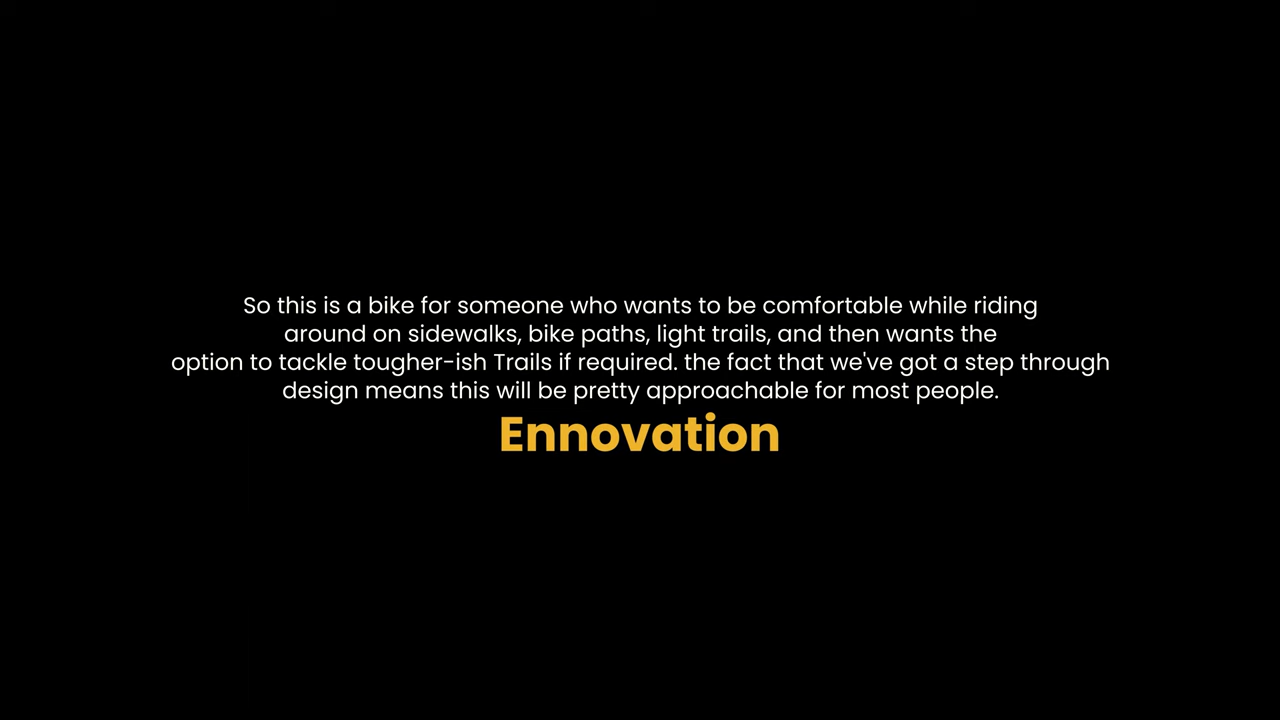 So this is a bike for someone who wants to be comfortable while riding
around on sidewalks, bike paths, light trails, and then wants the
option to tackle tougher-ish Trails if required. the fact that we've got a step through
design means this will be pretty approachable for most people.
Ennovation